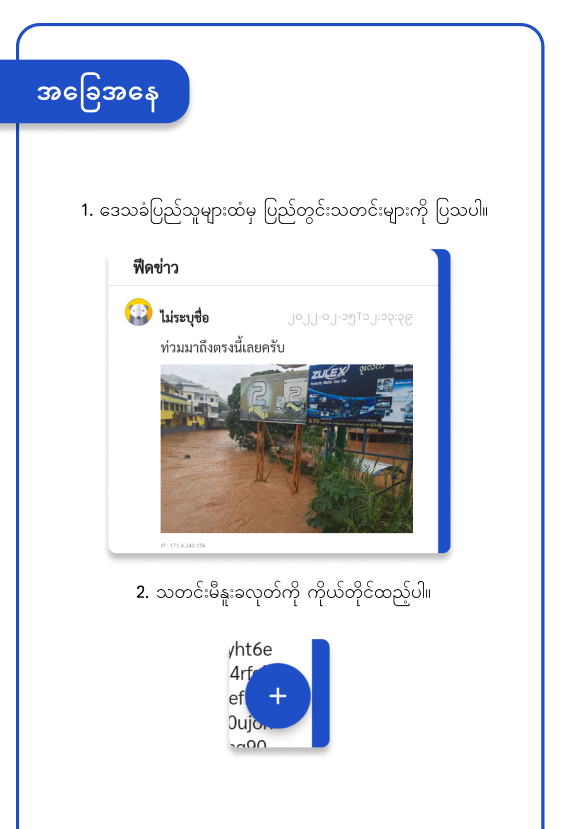 အခြေအနေ
1. ဒေသခံပြည်သူများထံမှ ပြည်တွင်းသတင်းများကို ပြသပါ။
ฟีดข่าว
ไม่ระบุชื่อ ၂၀၂၂-၀၂-၁၅T၁၂:၁၃:၃၉
ท่วมมาถึงตรงนี้เลยครับ
ZULEX
IP : 171.4.240.156
2. သတင်းမီနူးခလုတ်ကို ကိုယ်တိုင်ထည့်ပါ။
yht6e
4rf
ef
+
0ujo